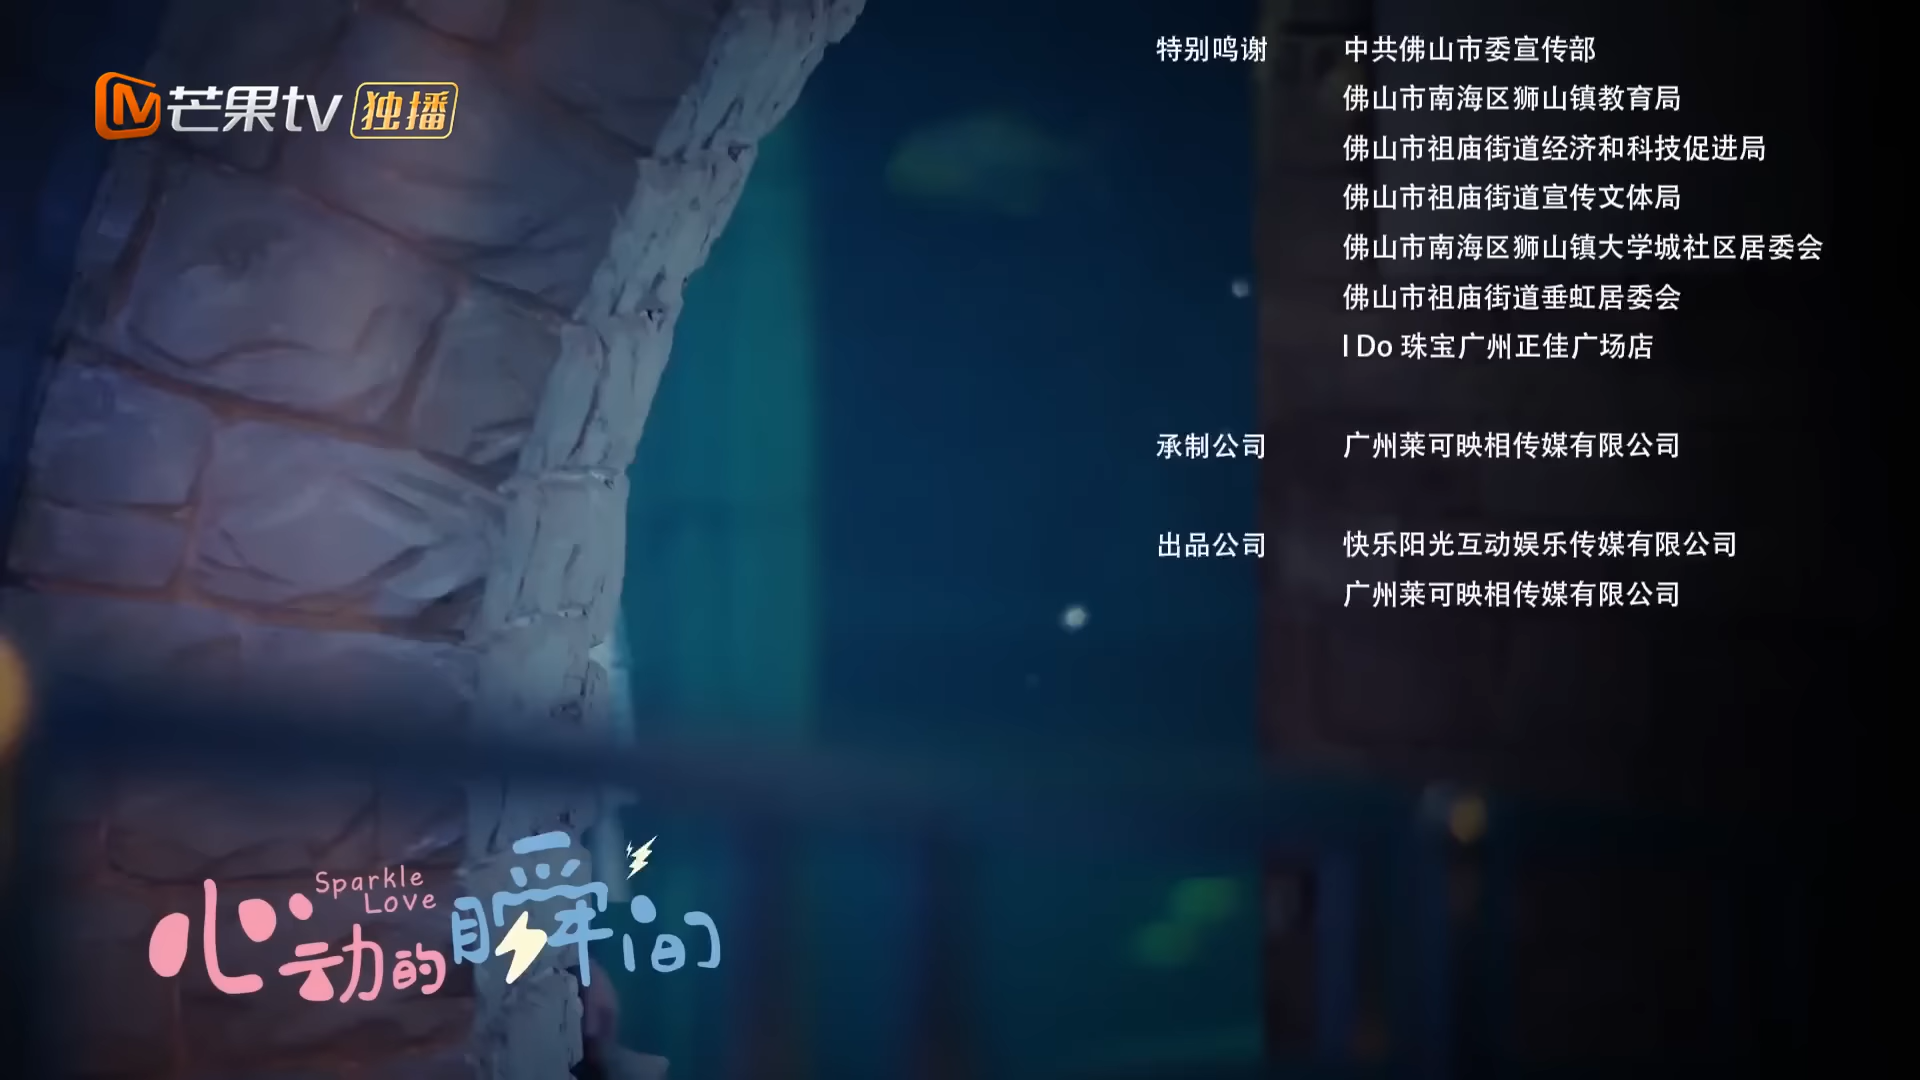 芒果tv 独播
特别鸣谢 中共佛山市委宣传部
佛山市南海区狮山镇教育局
佛山市祖庙街道经济和科技促进局
佛山市祖庙街道宣传文体局
佛山市南海区狮山镇大学城社区居委会
佛山市祖庙街道垂虹居委会
I Do 珠宝广州正佳广场店
承制公司 广州莱可映相传媒有限公司
出品公司 快乐阳光互动娱乐传媒有限公司
广州莱可映相传媒有限公司
Sparkle
Love
心动的瞬间